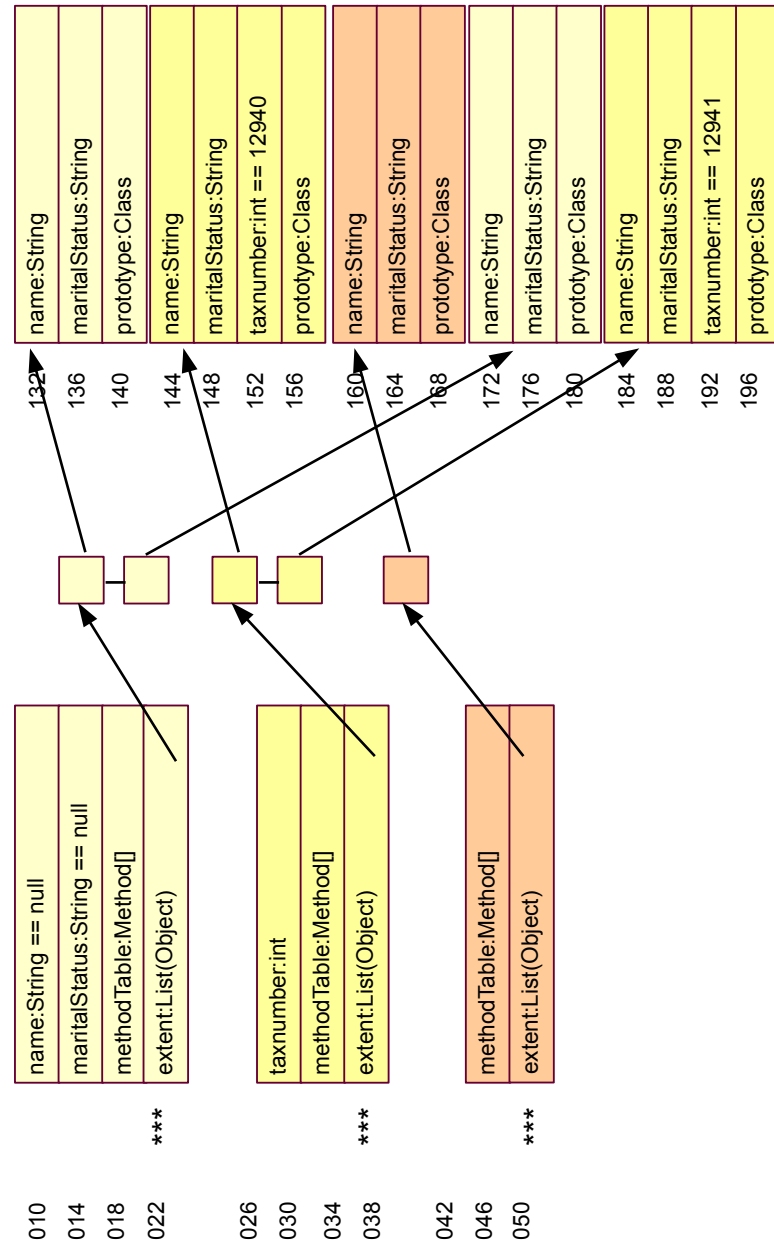 010
014
018
022
026
030
034
038
042
046
050
***
***
***
name:String == null
maritalStatus:String == null
methodTable:Method[]
extent:List(Object)
taxnumber:int
methodTable:Method[]
extent:List(Object)
methodTable:Method[]
extent:List(Object)
132
136
140
144
148
152
156
160
164
168
172
176
180
184
188
192
196
name:String
maritalStatus:String
prototype:Class
name:String
maritalStatus:String
taxnumber:int == 12940
prototype:Class
name:String
maritalStatus:String
prototype:Class
name:String
maritalStatus:String
prototype:Class
name:String
maritalStatus:String
taxnumber:int == 12941
prototype:Class